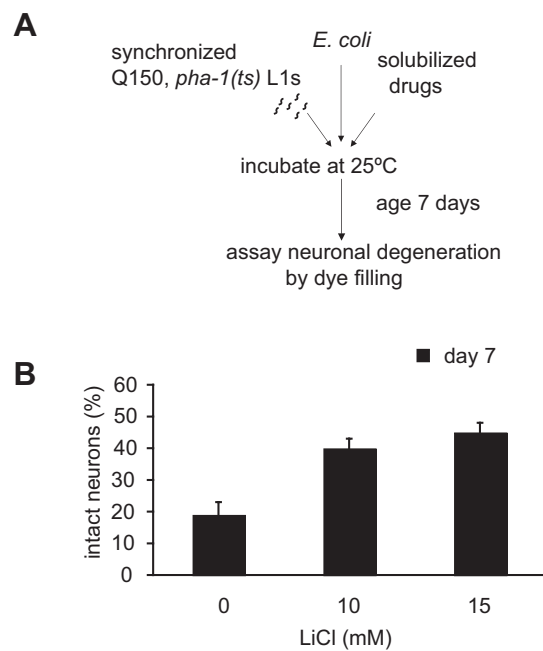 A
synchronized
Q150, pha-1(ts) L1s
E. coli
solubilized
drugs
incubate at 25ºC
age 7 days
assay neuronal degeneration
by dye filling
B
day 7
intact neurons (%)
60
50
40
30
20
10
0
0 10 15
LiCl (mM)